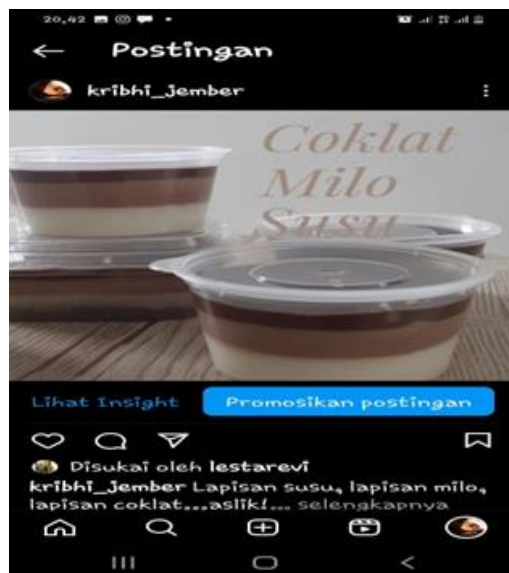 20,42
Postingan
kribhi_jember
Coklat
Milo
Susu
Lihat Insight
Promosikan postingan
Disukai oleh lestarevi
kribhi_jember Lapisan susu, lapisan milo,
lapisan coklat...aslik!... selengkapnya